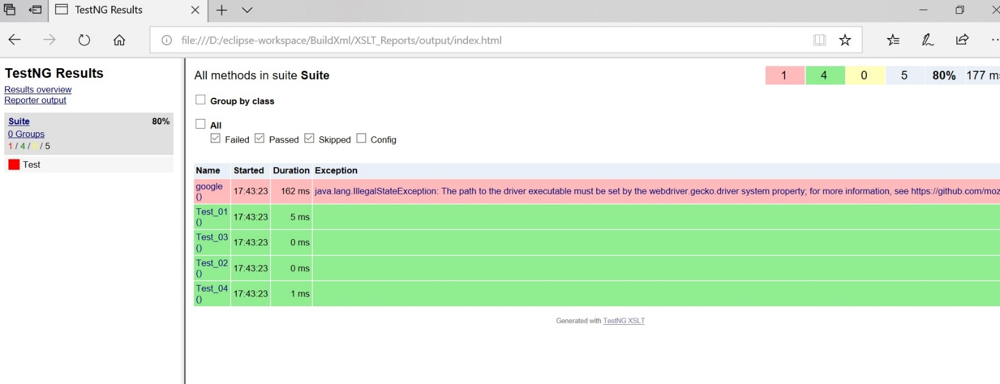 TestNG Results
file:///D:/eclipse-workspace/BuildXml/XSLT_Reports/output/index.html
TestNG Results
Results overview
Reporter output
Suite 80%
0 Groups
1 / 4 / 0 / 5
Test
All methods in suite Suite
1 4 0 5 80% 177 ms
Group by class
All
Failed Passed Skipped Config
Name Started Duration Exception
google
() 17:43:23 162 ms java.lang.IllegalStateException: The path to the driver executable must be set by the webdriver.gecko.driver system property; for more information, see https://github.com/moz
Test_01
() 17:43:23 5 ms
Test_03
() 17:43:23 0 ms
Test_02
() 17:43:23 0 ms
Test_04
() 17:43:23 1 ms
Generated with TestNG XSLT